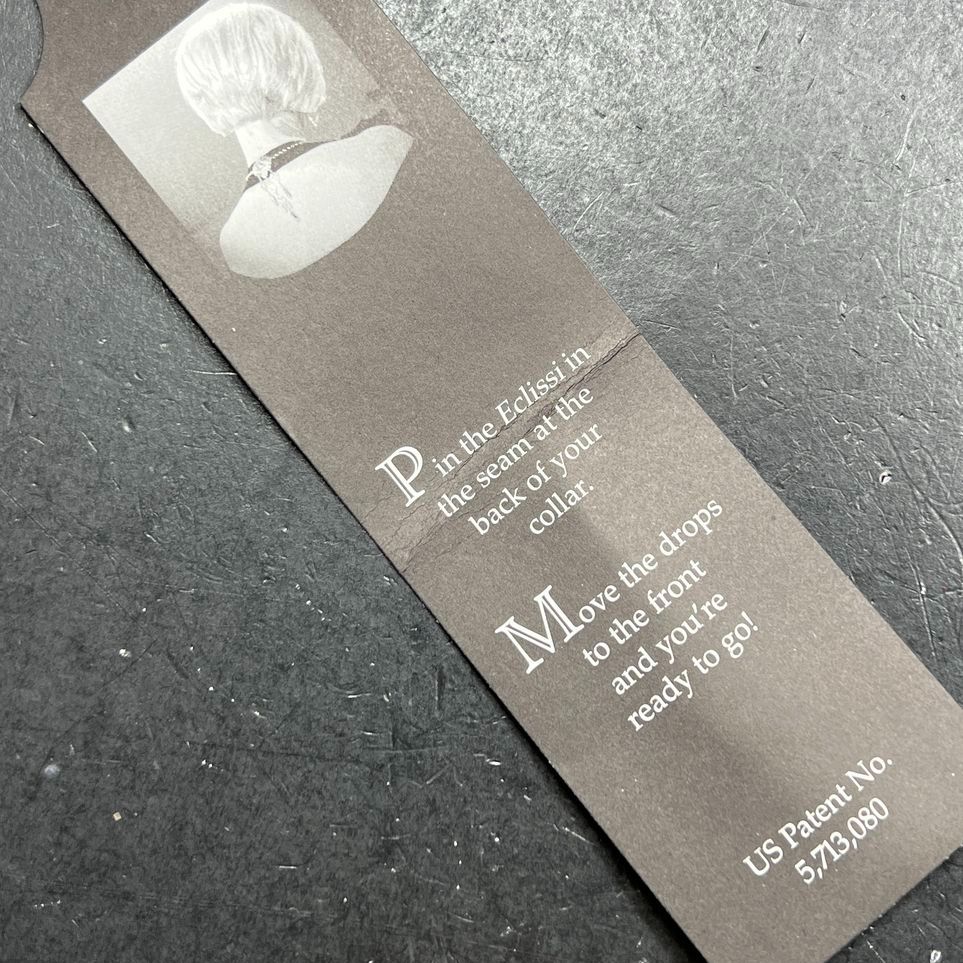 Pin the Eclissi in
the seam at the
back of your
collar.
Move the drops
to the front
and you're
ready to go!
US Patent No.
5,713,080